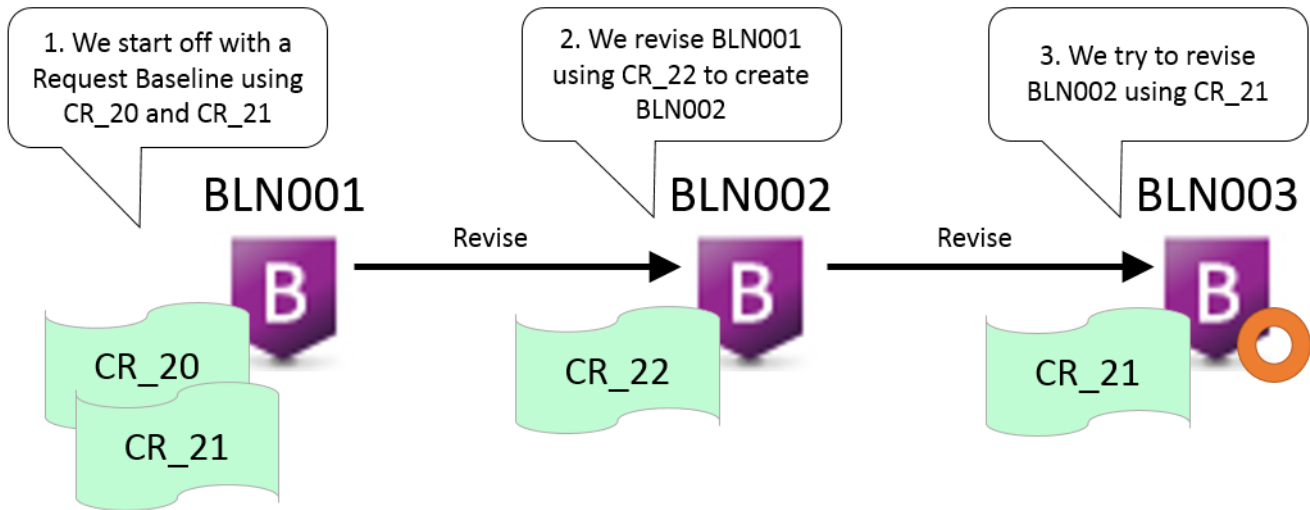 1. We start off with a
Request Baseline using
CR_20 and CR_21
2. We revise BLN001
using CR_22 to create
BLN002
3. We try to revise
BLN002 using CR_21
BLN001
BLN002
BLN003
Revise
Revise
B
B
B
CR_20
CR_21
CR_22
CR_21